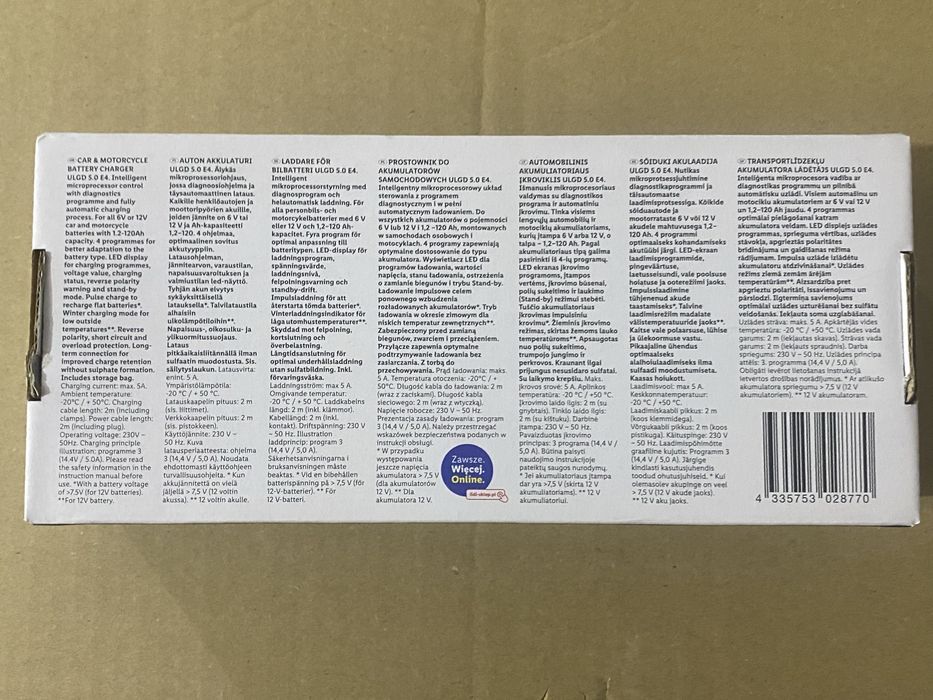 CAR & MOTORCYCLE
BATTERY CHARGER
ULGD 5.0 E4. Intelligent
microprocessor control
with diagnostics
programme and fully
automatic charging
process. For all 6V or 12V
car and motorcycle
batteries with 1.2-120Ah
capacity. 4 programmes for
better adaptation to the
battery type. LED display
for charging programmes,
voltage value, charging
status, reverse polarity
warning and stand-by
mode. Pulse charge to
recharge flat batteries*.
Winter charging mode for
low outside
temperatures**. Reverse
polarity, short circuit and
overload protection. Long-
term connection for
improved charge retention
without sulphate formation.
Includes storage bag.
Charging current: max. 5A.
Ambient temperature:
-20°C / + 50°C. Charging
cable length: 2m (including
clamps). Power cable length:
2m (including plug).
Operating voltage: 230V~
50Hz. Charging principle
illustration: programme 3
(14,4V / 5,0A). Please read
the safety information in the
instruction manual before
use. *With a battery voltage
of >7.5V (for 12V batteries).
**For 12V battery.
AUTON AKKULATURI
ULGD 5.0 E4. Älykäs
mikroprosessoriohjaus,
jossa diagnoosiohjelma ja
täysautomaattinen lataus.
Kaikille henkilöautojen ja
moottoripyörien akuille,
joiden jännite on 6 V tai
12 V ja Ah-kapasiteetti
1,2–120. 4 ohjelmaa,
optimaalinen sovitus
akkutyyppiin.
Latausohjelman,
jännitearvon, varaustilan,
napaisuusvaroituksen ja
valmiustilan led-näyttö.
Tyhjän akun elvytys
sykäyksittäisellä
latauksella*. Talvilataustila
alhaisiin
ulkolämpötiloihin**.
Napaisuus-, oikosulku- ja
ylikuormitussuojaus.
Lataus
pitkäaikaisliitännällä ilman
sulfaatin muodostusta. Sis.
säilytyslaukun. Latausvirta:
enint. 5 A.
Ympäristölämpötila:
-20 °C / + 50 °C.
Latauskaapelin pituus: 2 m
(sis. liittimet).
Verkkokaapelin pituus: 2 m
(sis. pistokkeen).
Käyttöjännite: 230 V ~
50 Hz. Kuva
latausperiaatteesta: ohjelma
3 (14,4 V / 5,0 A). Noudata
ehdottomasti käyttöohjeen
turvallisuusohjeita. * Kun
akkujännitettä on vielä
jäljellä > 7,5 V (12 voltin
akussa). ** 12 voltin akulle.
LADDARE FÖR
BILBATTERI ULGD 5.0 E4.
Intelligent
mikroprocessorstyrning med
diagnosprogram och
helautomatisk laddning. För
alla personbils- och
motorcykelbatterier med 6 V
eller 12 V och 1,2–120 Ah-
kapacitet. Fyra program för
optimal anpassning till
batteritypen. LED-display för
laddningsprogram,
spänningsvärde,
laddningsnivå,
felpolningsvarning och
standby-drift.
Impulsladdning för att
återstarta tömda batterier*.
Vinterladdningsindikator för
låga utomhustemperaturer**.
Skyddad mot felpolning,
kortslutning och
överbelastning.
Långtidsanslutning för
optimal underhållsladdning
utan sulfatbildning. Inkl.
förvaringsväska.
Laddningsström: max 5 A.
Omgivande temperatur:
-20 °C / +50 °C. Laddkabelns
längd: 2 m (inkl. klämmor).
Kabellängd: 2 m (Inkl.
kontakt). Driftspänning: 230 V
~ 50 Hz. Illustration
laddprincip: program 3
(14,4 V / 5,0 A).
Säkerhetsanvisningarna i
bruksanvisningen måste
beaktas. * Vid en bibehållen
batterispänning på > 7,5 V (för
12-V-batterier). **För
12 V-batteri.
PROSTOWNIK DO
AKUMULATORÓW
SAMOCHODOWYCH ULGD 5.0 E4.
Inteligentny mikroprocesorowy układ
sterowania z programem
diagnostycznym i w pełni
automatycznym ładowaniem. Do
wszystkich akumulatorów o pojemności
6 V lub 12 V i 1,2 –120 Ah, montowanych
w samochodach osobowych i
motocyklach. 4 programy zapewniają
optymalne dostosowanie do typu
akumulatora. Wyświetlacz LED dla
programów ładowania, wartości
napięcia, stanu ładowania, ostrzeżenia
o zamianie biegunów i trybu Stand-by.
Ładowanie impulsowe celem
ponownego wzbudzenia
rozładowanych akumulatorów*. Tryb
ładowania w okresie zimowym dla
niskich temperatur zewnętrznych**.
Zabezpieczony przed zamianą
biegunów, zwarciem i przeciążeniem.
Przyłącze zapewnia optymalne
podtrzymywanie ładowania bez
zasiarczenia. Z torbą do
przechowywania. Prąd ładowania: maks.
5 A. Temperatura otoczenia: -20°C / +
50°C. Długość kabla do ładowania: 2 m
(wraz z zaciskami). Długość kabla
sieciowego: 2 m (wraz z wtyczką).
Napięcie robocze: 230 V ~ 50 Hz.
Prezentacja zasady ładowania: program
3 (14,4 V / 5,0 A). Należy przestrzegać
wskazówek bezpieczeństwa podanych w
instrukcji obsługi.
* W przypadku
występowania
jeszcze napięcia
akumulatora > 7,5 V
(dla akumulatorów
12 V). ** Dla
akumulatora 12 V.
Zawsze.
Więcej.
Online.
lidl-sklep.pl
AUTOMOBILINIS
AKUMULIATORIAUS
ĮKROVIKLIS ULGD 5.0 E4.
Išmanusis mikroprocesoriaus
valdymas su diagnostikos
programa ir automatiniu
įkrovimu. Tinka visiems
lengvųjų automobilių ir
motociklų akumuliatoriams,
kurių įtampa 6 V arba 12 V, o
talpa – 1,2–120 Ah. Pagal
akumuliatoriaus tipą galima
pasirinkti iš 4-ių programų.
LED ekranas įkrovimo
programoms, įtampos
vertėms, įkrovimo būsenai,
polių sukeitimo ir laukimo
(Stand-by) režimui stebėti.
Tuščio akumuliatoriaus
įkrovimas impulsiniu
krovimu*. Žieminis įkrovimo
režimas, skirtas žemoms lauko
temperatūroms**. Apsaugotas
nuo polių sukeitimo,
trumpojo jungimo ir
perkrovos. Kraunant ilgai
prijungus nesusidaro sulfatai.
Su laikymo krepšiu. Maks.
įkrovos srovė: 5 A. Aplinkos
temperatūra: -20 °C / +50 °C.
Įkrovimo laido ilgis: 2 m (su
gnybtais). Tinklo laido ilgis:
2 m (su kištuku). Darbinė
įtampa: 230 V ~ 50 Hz.
Pavaizduotas įkrovimo
principas: 3 programa (14,4 V /
5,0 A). Būtina paisyti
naudojimo instrukcijoje
pateiktų saugos nurodymų.
* Jei akumuliatoriaus įtampa
dar yra >7,5 V (skirta 12 V
akumuliatoriams). ** 12 V
akumuliatoriui.
SÕIDUKI AKULAADIJA
ULGD 5.0 E4. Nutikas
mikroprotsessjuhtimine
diagnostikaprogrammi ja
täisautomaatse
laadimisprotsessiga. Kõikide
sõiduautode ja
mootorrataste 6 V või 12 V
akudele mahtuvusega 1,2–
120 Ah. 4 programmi
optimaalseks kohandamiseks
akutüübi järgi. LED-ekraan
laadimisprogrammide,
pingeväärtuse,
laetusseisundi, vale pooluse
hoiatuse ja ooterežiimi jaoks.
Impulsslaadimine
tühjenenud akude
taastamiseks*. Talvine
laadimisrežiim madalate
välistemperatuuride jaoks**.
Kaitse vale polaarsuse, lühise
ja ülekoormuse vastu.
Pikaajaline ühendus
optimaalseks
alalhoiulaadimiseks ilma
sulfaadi moodustumiseta.
Kaasas hoiukott.
Laadimisvool: max 5 A
Keskkonnatemperatuur:
-20 °C / +50 °C.
Laadimiskaabli pikkus: 2 m
(koos klemmidega).
Võrgukaabli pikkus: 2 m (koos
pistikuga). Käituspinge: 230 V
~ 50 Hz. Laadimispõhimõtte
graafiline kujutis: Programm 3
(14,4 V / 5,0 A). Järgige
kindlasti kasutusjuhendis
toodud ohutusjuhiseid. * Kui
olemasolev akupinge on veel
> 7,5 V (12 V akude jaoks).
** 12 V aku jaoks.
TRANSPORTLĪDZEKĻU
AKUMULATORA LĀDĒTĀJS ULGD 5.0 E4.
Inteliģenta mikroprocesora vadība ar
diagnostikas programmu un pilnībā
automātisku uzlādi. Visiem automašīnu un
motociklu akumulatoriem ar 6 V vai 12 V
un 1,2–120 Ah jaudu. 4 programmas
optimālai pielāgošanai katram
akumulatora veidam. LED displejs uzlādes
programmas, sprieguma vērtības, uzlādes
stāvokļa, apgrieztās polaritātes
brīdinājuma un gaidīšanas režīma
rādījumam. Impulsa uzlāde izlādētu
akumulatoru atdzīvināšanai*. Uzlādes
režīms ziemā zemām ārējām
temperatūrām**. Aizsardzība pret
apgrieztu polaritāti, īssavienojumu un
pārslodzi. Ilgtermiņa savienojums
optimālai uzlādes uzturēšanai bez sulfātu
veidošanās. Iekļauta soma uzglabāšanai.
Uzlādes strāva: maks. 5 A. Apkārtējās vides
temperatūra: -20 °C / +50 °C. Uzlādes vada
garums: 2 m (iekļautas skavas). Strāvas vada
garums: 2 m (iekļauts spraudnis). Darba
spriegums: 230 V ~ 50 Hz. Uzlādes principa
attēls: 3. programma (14,4 V / 5,0 A).
Obligāti ievērot lietošanas instrukcijā
ietvertos drošības norādījumus. * Ar atlikušo
akumulatora spriegumu > 7,5 V (12 V
akumulatoriem). ** 12 V akumulatoram.
4 335753 028770